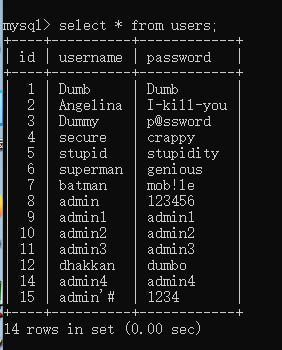 mysql> select * from users;
+----+----------+------------+
| id | username | password   |
+----+----------+------------+
|  1 | Dumb     | Dumb       |
|  2 | Angelina | I-kill-you |
|  3 | Dummy    | p@ssword   |
|  4 | secure   | crappy     |
|  5 | stupid   | stupidity  |
|  6 | superman | genious    |
|  7 | batman   | mob!le     |
|  8 | admin    | 123456     |
|  9 | admin1   | admin1     |
| 10 | admin2   | admin2     |
| 11 | admin3   | admin3     |
| 12 | dhakkan  | dumbo      |
| 14 | admin4   | admin4     |
| 15 | admin'#  | 1234       |
+----+----------+------------+
14 rows in set (0.00 sec)